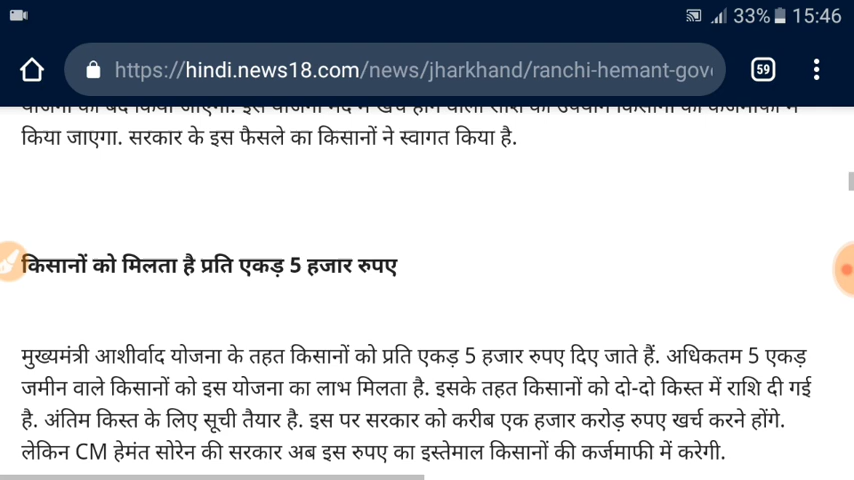 33% 15:46
https://hindi.news18.com/news/jharkhand/ranchi-hemant-gov 59
किया जाएगा. सरकार के इस फैसले का किसानों ने स्वागत किया है.
किसानों को मिलता है प्रति एकड़ 5 हजार रुपए
मुख्यमंत्री आशीर्वाद योजना के तहत किसानों को प्रति एकड़ 5 हजार रुपए दिए जाते हैं. अधिकतम 5 एकड़
जमीन वाले किसानों को इस योजना का लाभ मिलता है. इसके तहत किसानों को दो-दो किस्त में राशि दी गई
है. अंतिम किस्त के लिए सूची तैयार है. इस पर सरकार को करीब एक हजार करोड़ रुपए खर्च करने होंगे.
लेकिन CM हेमंत सोरेन की सरकार अब इस रुपए का इस्तेमाल किसानों की कर्जमाफी में करेगी.